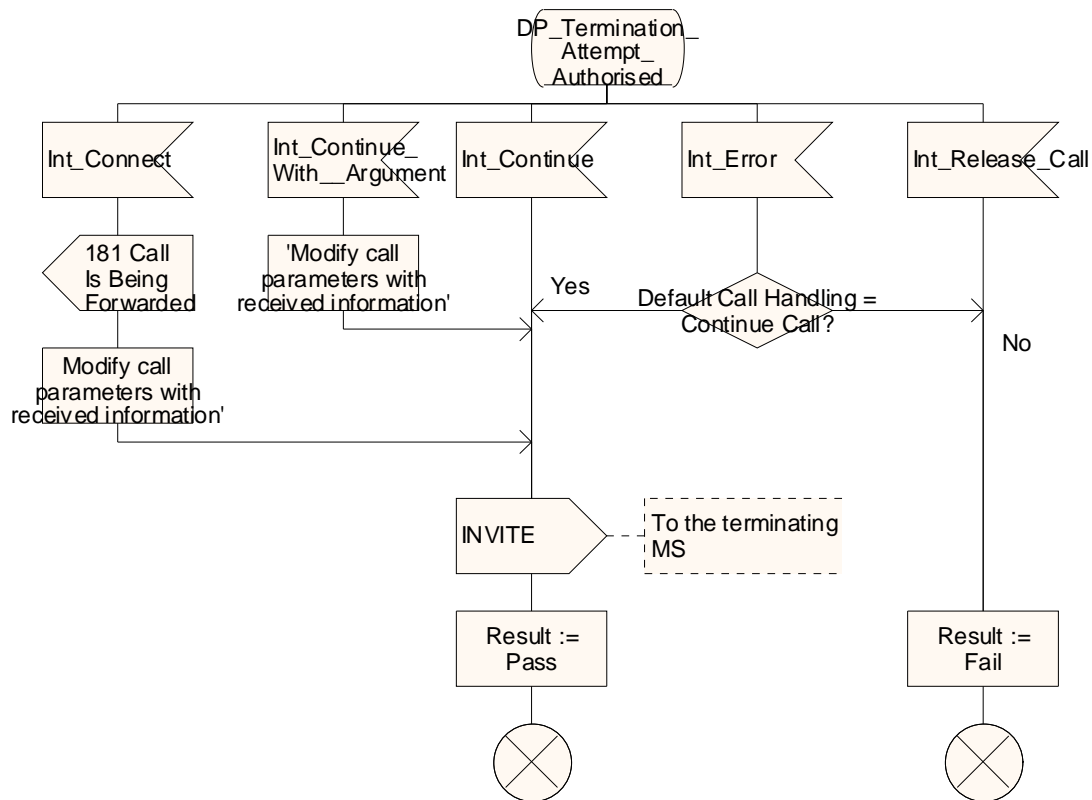 DP_Termination_
Attempt_
Authorised
Int_Connect
Int_Continue_
With__Argument
Int_Continue
Int_Error
Int_Release_Call
181 Call
Is Being
Forwarded
'Modify call
parameters with
received information'
Yes
Default Call Handling =
Continue Call?
No
Modify call
parameters with
received information'
INVITE
To the terminating
MS
Result :=
Pass
Result :=
Fail